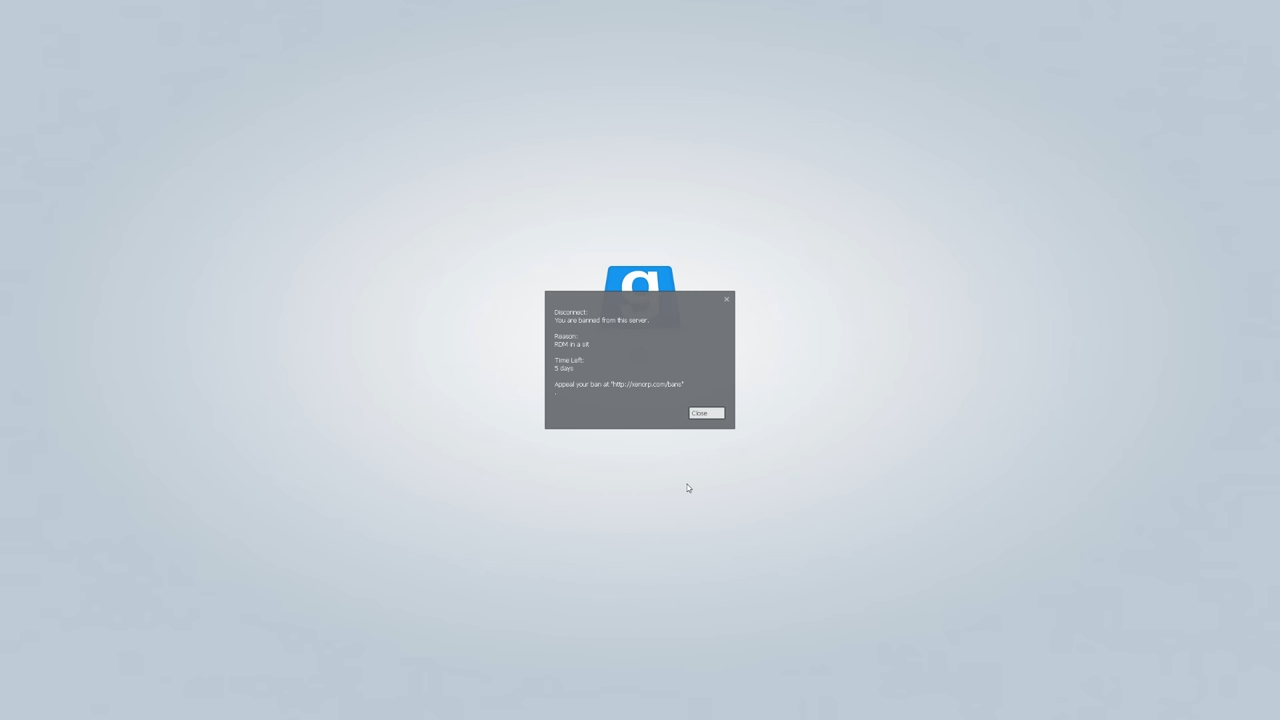 g
Disconnect:
You are banned from this server.
Reason:
RDM in a sit
Time Left:
5 days
Appeal your ban at "http://xenorp.com/bans"
.
Close